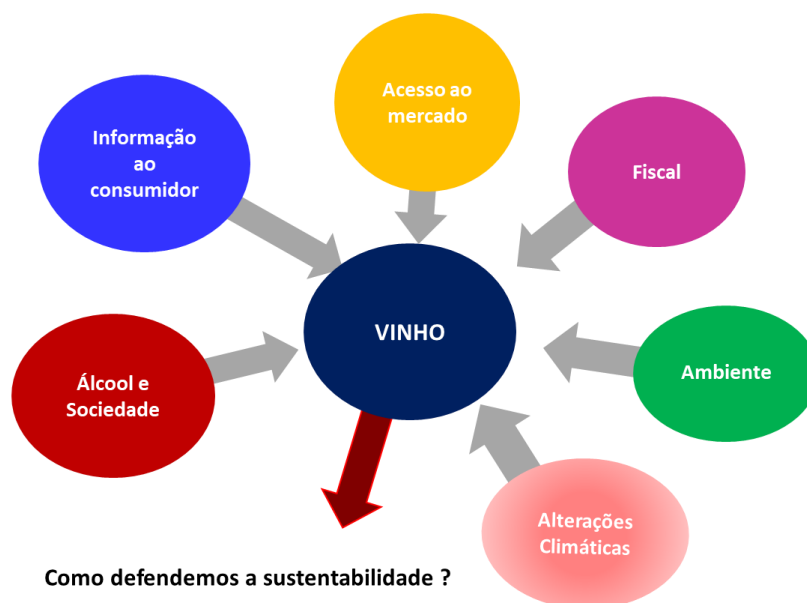 Acesso ao
mercado
Informação
ao
consumidor
Fiscal
VINHO
Álcool e
Sociedade
Ambiente
Alterações
Climáticas
Como defendemos a sustentabilidade ?